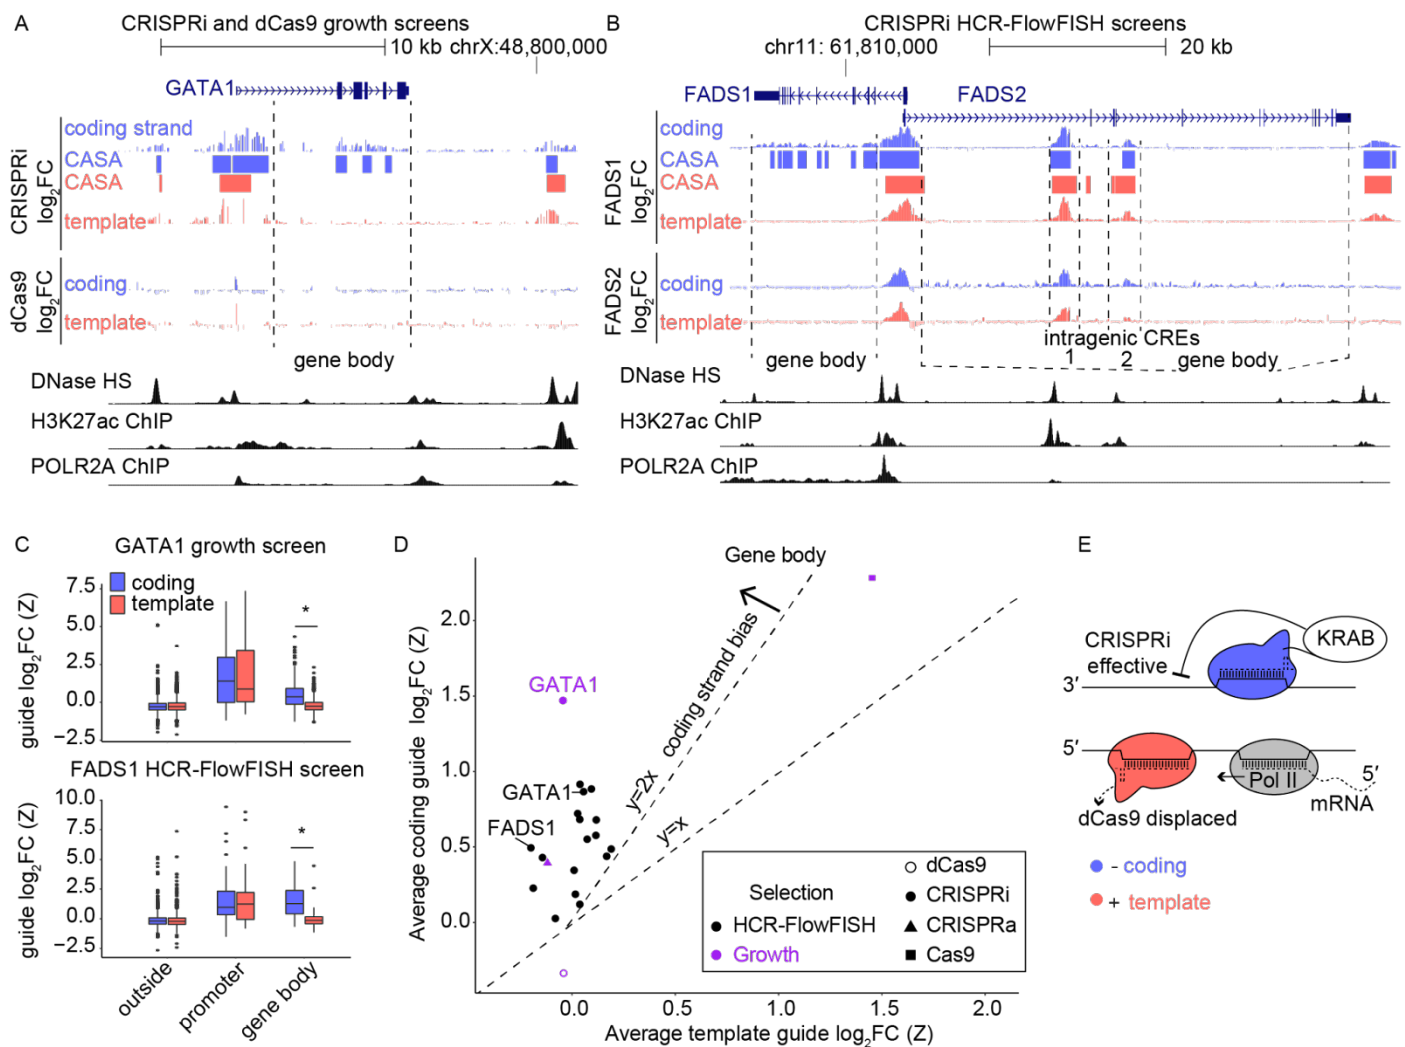 A
CRISPRi and dCas9 growth screens
10 kb chrX:48,800,000
GATA1
coding strand
CASA
CASA
template
CRISPRi
log2FC
coding
template
dCas9
log2FC
gene body
DNase HS
H3K27ac ChIP
POLR2A ChIP
B
CRISPRi HCR-FlowFISH screens
chr11: 61,810,000
20 kb
FADS1
FADS2
coding
CASA
CASA
template
FADS1
log2FC
coding
template
FADS2
log2FC
gene body
intragenic CREs
1 2
gene body
DNase HS
H3K27ac ChIP
POLR2A ChIP
C
GATA1 growth screen
coding
template
guide log2FC (Z)
7.5
5.0
2.5
0.0
−2.5
*
FADS1 HCR-FlowFISH screen
guide log2FC (Z)
10.0
7.5
5.0
2.5
0.0
−2.5
*
outside
promoter
gene body
D
Gene body
coding strand bias
y=2x
y=x
GATA1
GATA1
FADS1
Average coding guide log2FC (Z)
2.0
1.5
1.0
0.5
0.0
0.0 0.5 1.0 1.5 2.0
Average template guide log2FC (Z)
Selection
HCR-FlowFISH
Growth
dCas9
CRISPRi
CRISPRa
Cas9
E
CRISPRi
effective
KRAB
3′
5′
Pol II
5′
mRNA
dCas9 displaced
- coding
+ template